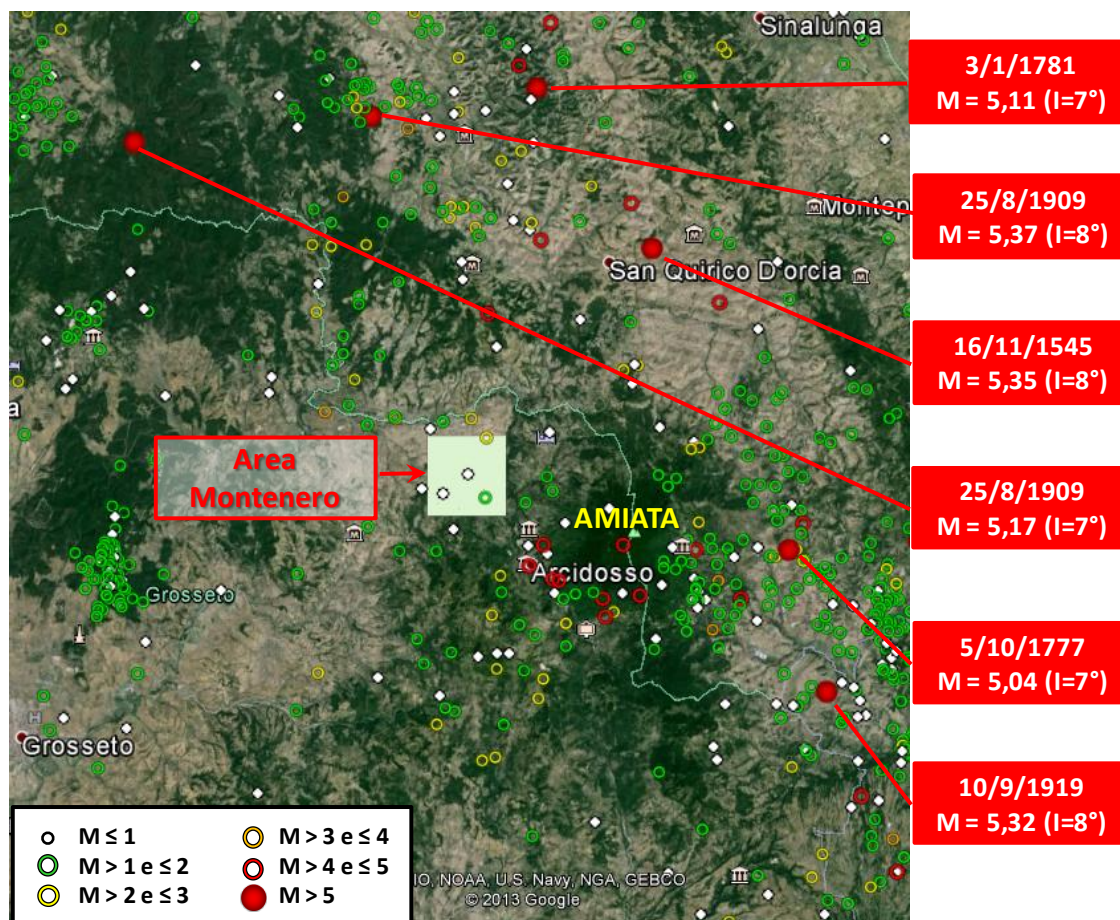 Sinalunga
3/1/1781
M = 5,11 (I=7°)
25/8/1909
M = 5,37 (I=8°)
Montep
San Quirico D'orcia
16/11/1545
M = 5,35 (I=8°)
a
Area
Montenero
25/8/1909
M = 5,17 (I=7°)
AMIATA
Arcidosso
Grosseto
5/10/1777
M = 5,04 (I=7°)
H
Grosseto
10/9/1919
M = 5,32 (I=8°)
M ≤ 1
M > 1 e ≤ 2
M > 2 e ≤ 3
M > 3 e ≤ 4
M > 4 e ≤ 5
M > 5
IO, NOAA, U.S. Navy, NGA, GEBCO
© 2013 Google